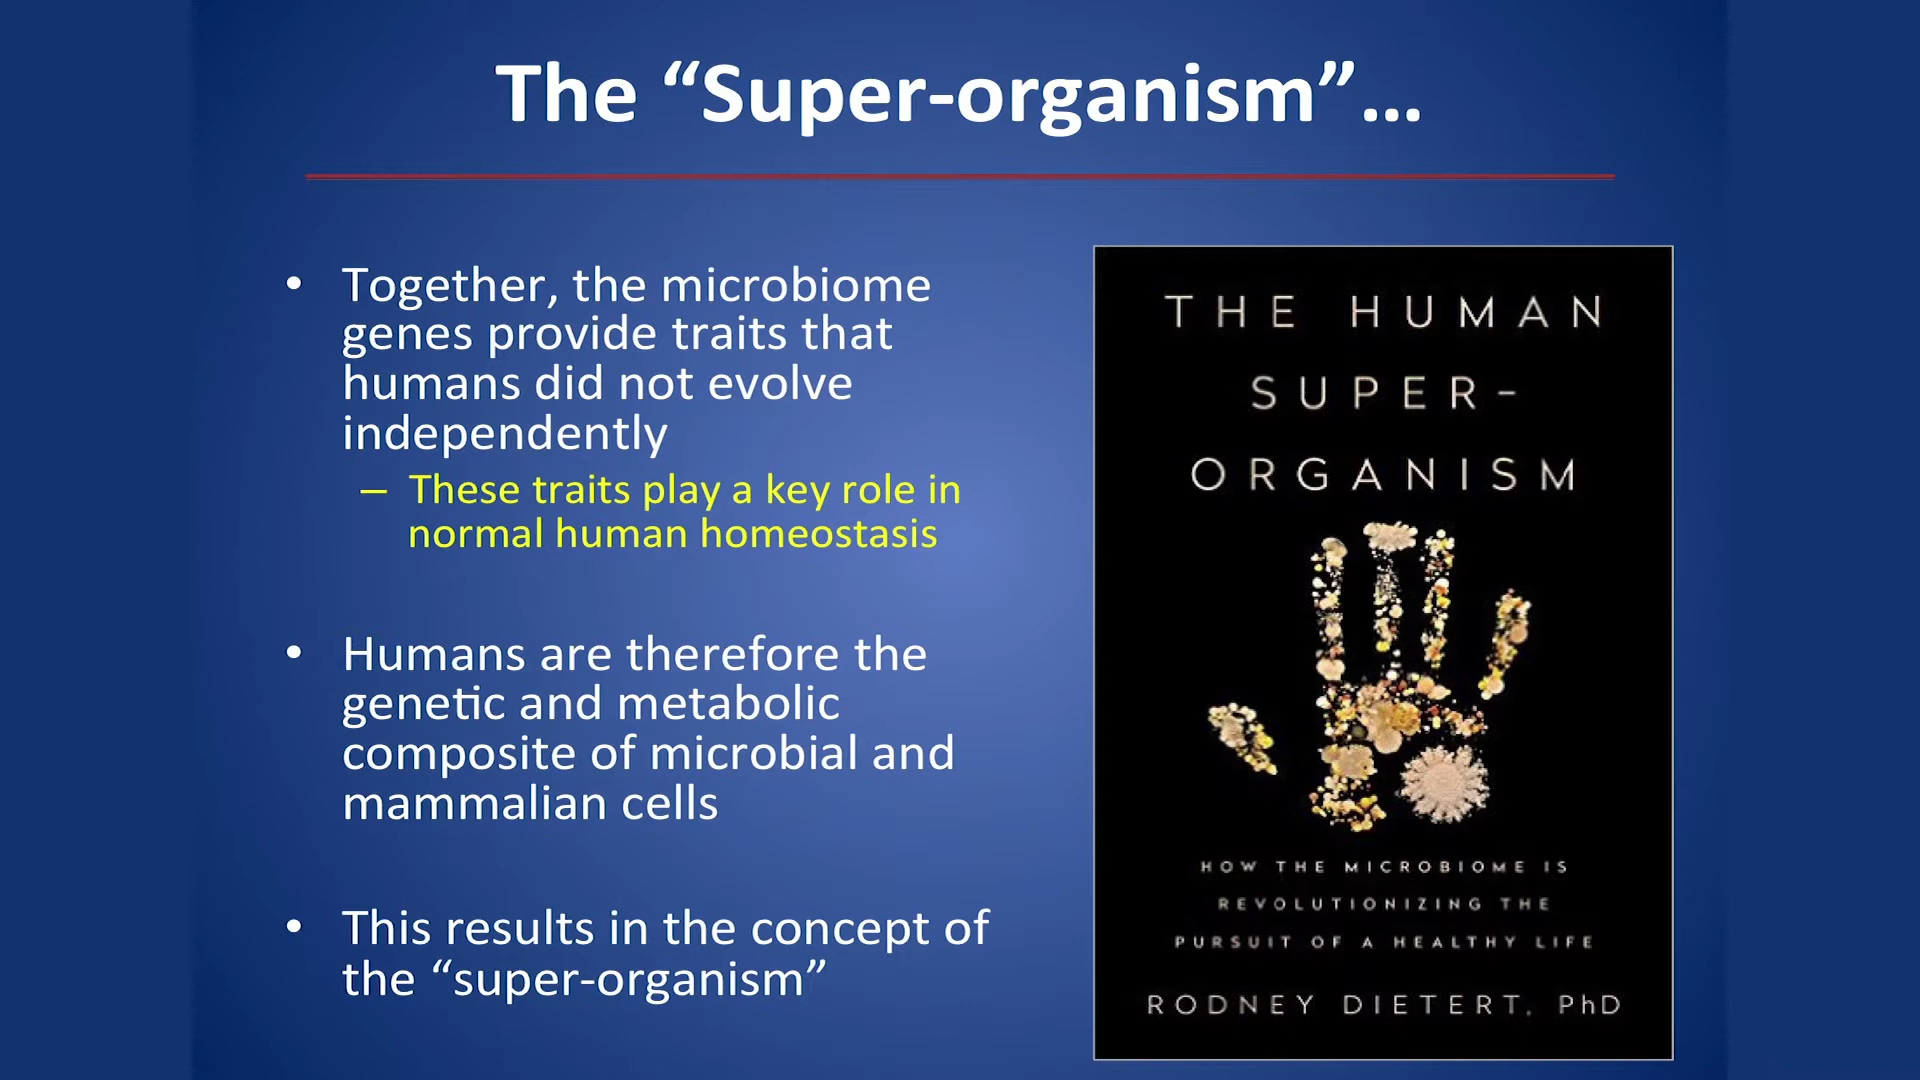 The “Super-organism”...
• Together, the microbiome
genes provide traits that
humans did not evolve
independently
– These traits play a key role in
normal human homeostasis
• Humans are therefore the
genetic and metabolic
composite of microbial and
mammalian cells
• This results in the concept of
the “super-organism”
THE HUMAN
SUPER-
ORGANISM
HOW THE MICROBIOME IS
REVOLUTIONIZING THE
PURSUIT OF A HEALTHY LIFE
RODNEY DIETERT, PhD